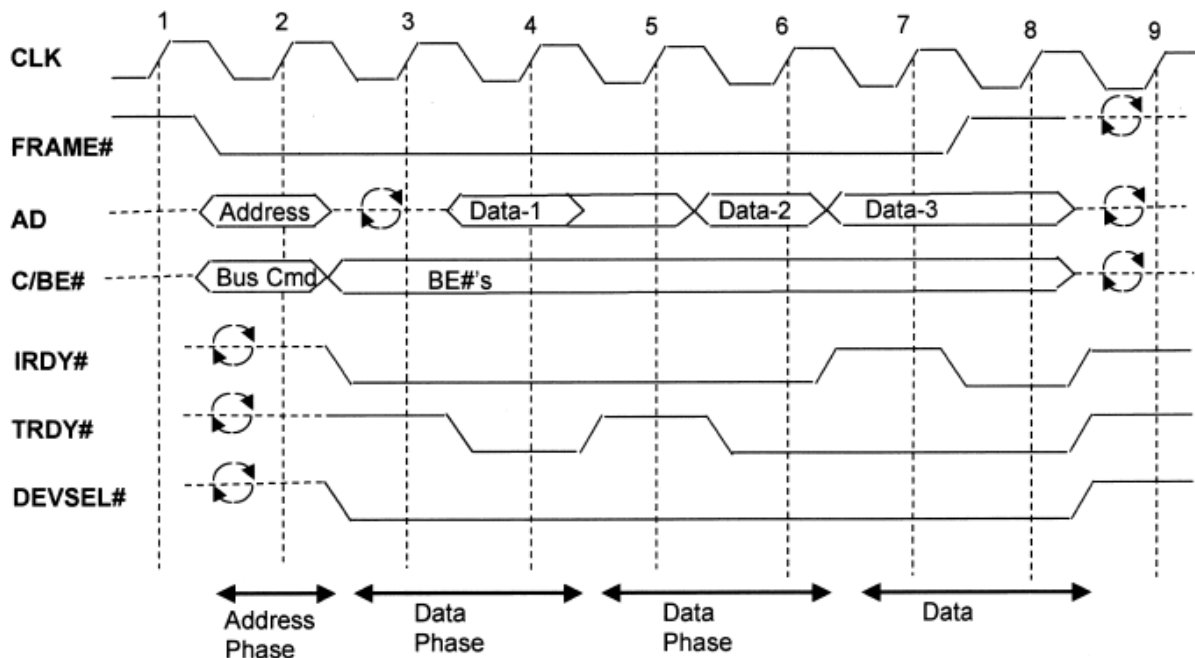 1 2 3 4 5 6 7 8 9
CLK
FRAME#
AD Address Data-1 Data-2 Data-3
C/BE# Bus Cmd BE#'s
IRDY#
TRDY#
DEVSEL#
Address Data Data Data
Phase Phase Phase